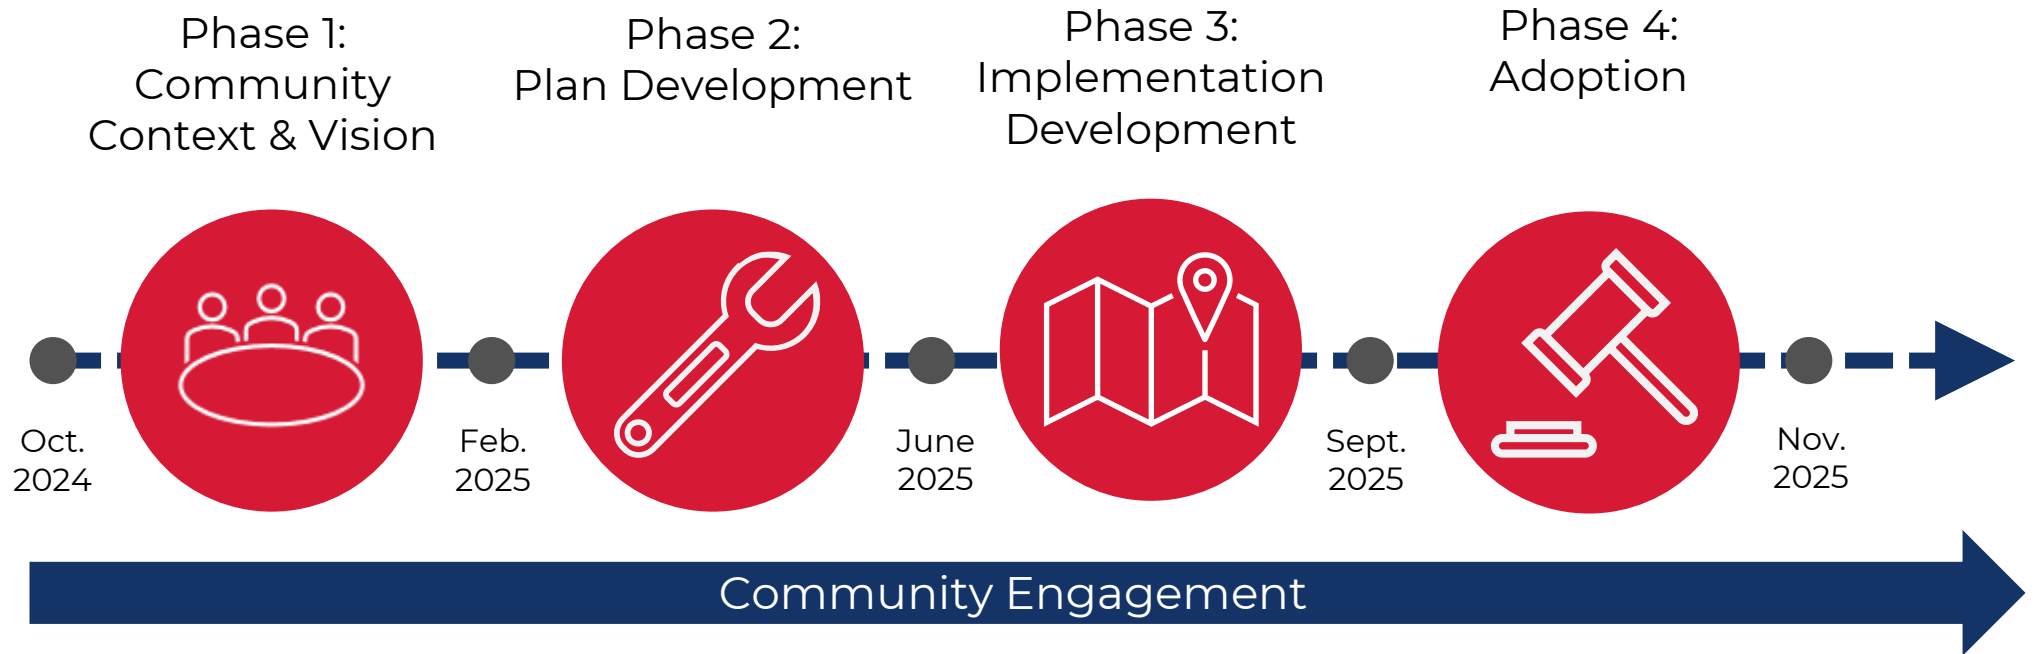 Phase 1:
Community
Context & Vision
Phase 2:
Plan Development
Phase 3:
Implementation
Development
Phase 4:
Adoption
Oct.
2024
Feb.
2025
June
2025
Sept.
2025
Nov.
2025
Community Engagement